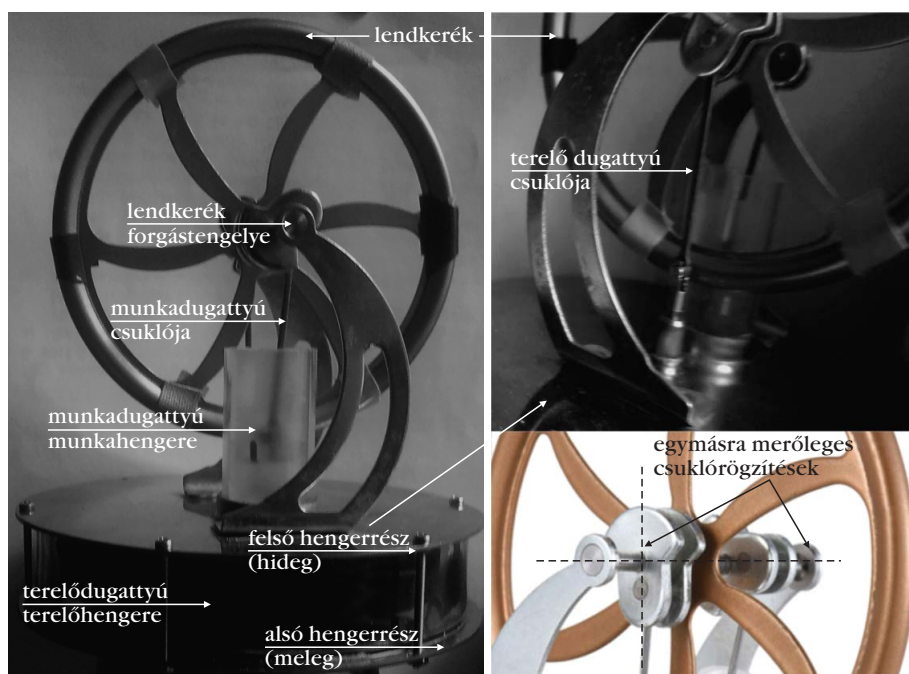 lendkerék
lendkerék
forgástengelye
munkadugattyú
csuklója
munkadugattyú
munkahengere
felső hengerrész
(hideg)
terelődugattyú
terelőhengere
alsó hengerrész
(meleg)
terelő dugattyú
csuklója
egymásra merőleges
csuklórögzítések